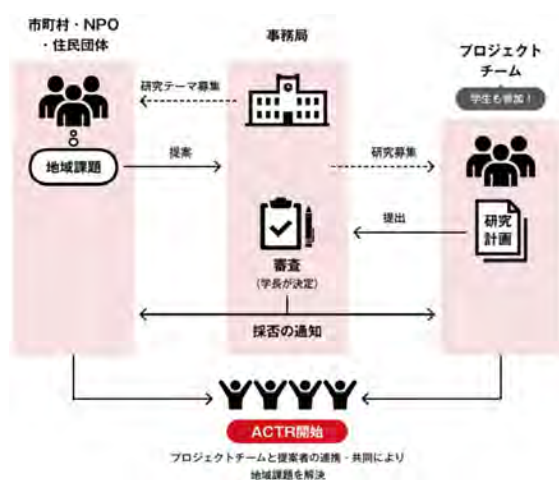 市町村・NPO
・住民団体
事務局
プロジェクト
チーム
学生も参加！
研究テーマ募集
地域課題
提案
研究募集
提出
研究
計画
審査
(学長が決定)
採否の通知
ACTR開始
プロジェクトチームと提案者の連携・共同により
地域課題を解決